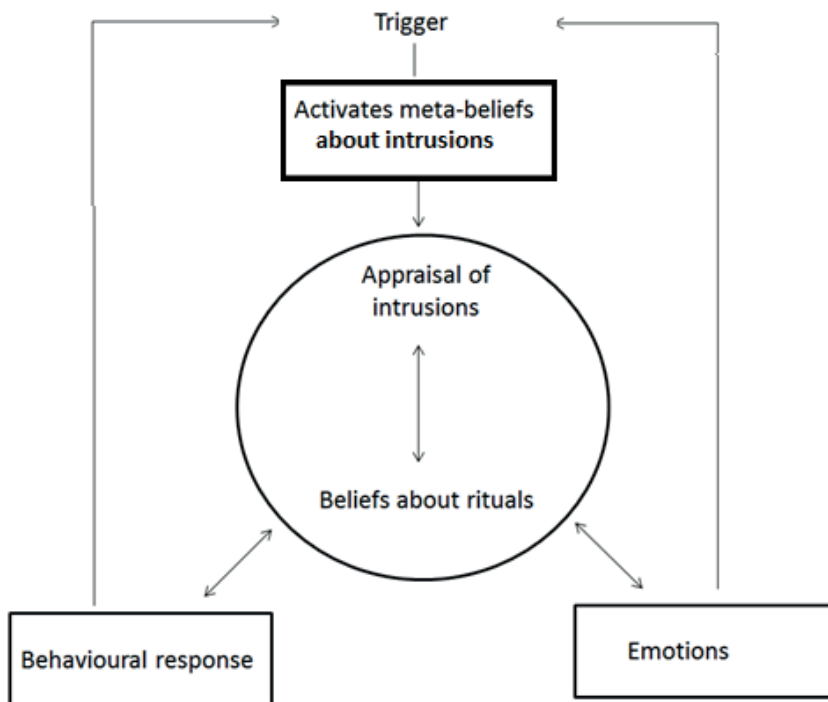 Trigger
Activates meta-beliefs
about intrusions
Appraisal of
intrusions
Beliefs about rituals
Behavioural response
Emotions